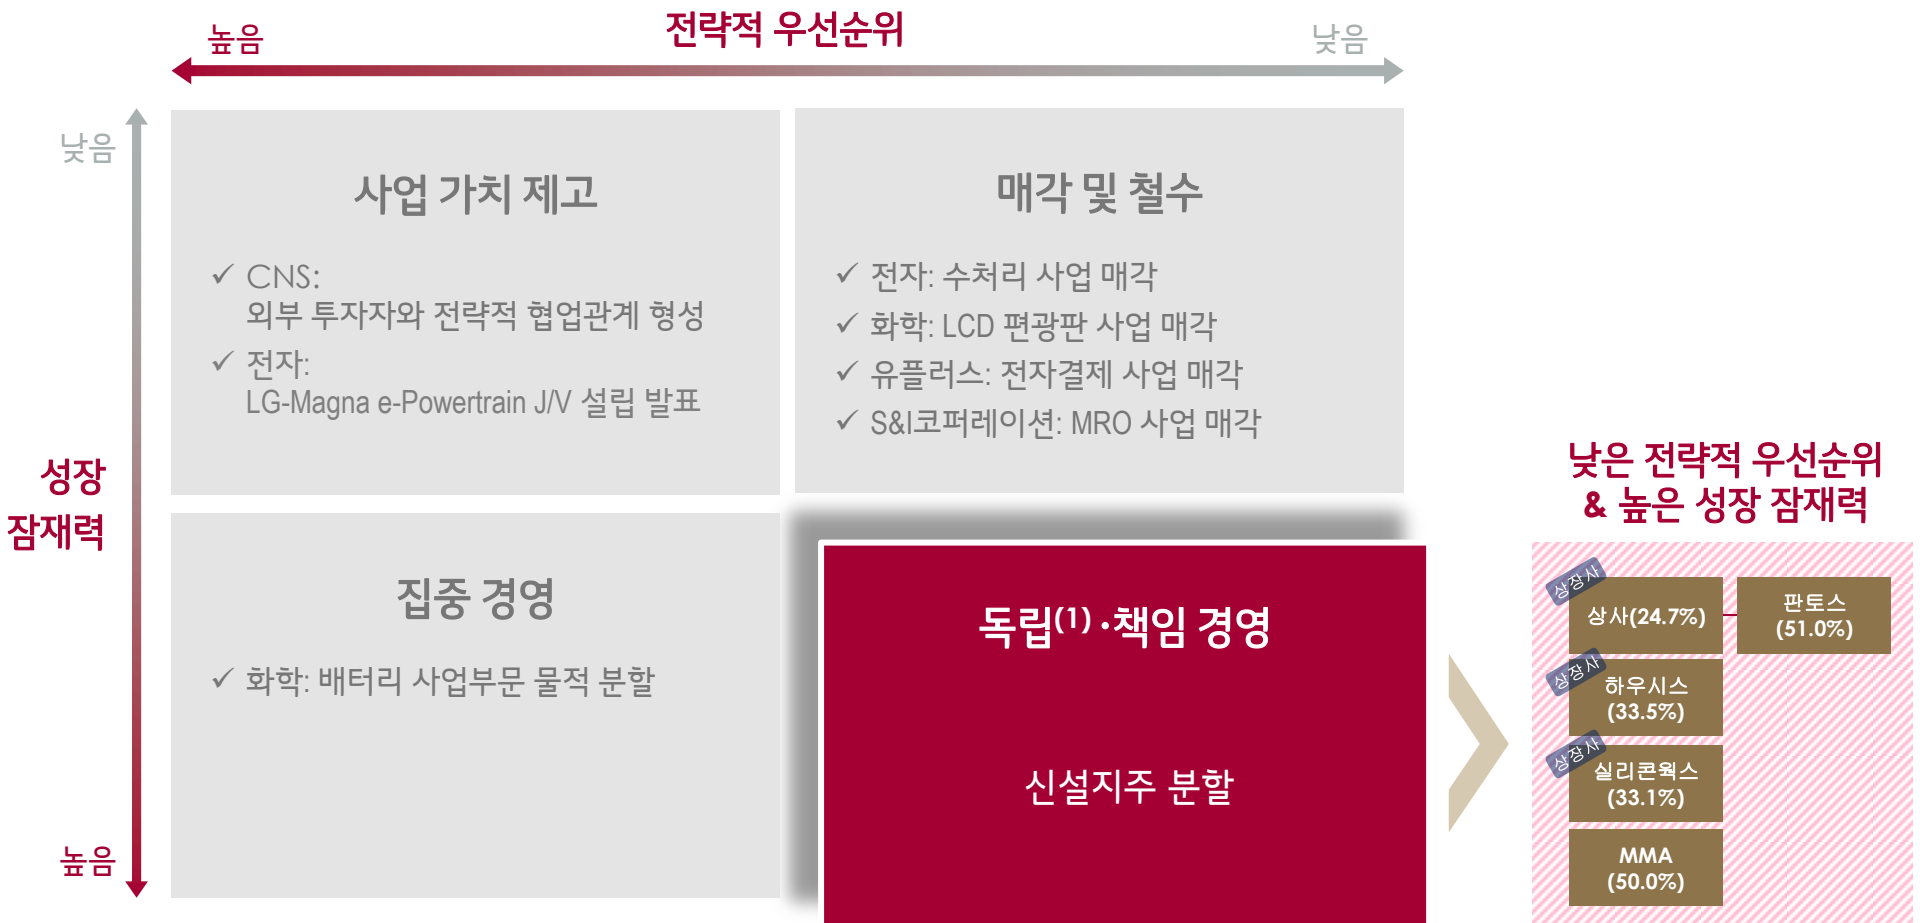 전략적 우선순위
높음
낮음
낮음
성장
잠재력
높음
사업 가치 제고
✓ CNS:
외부 투자자와 전략적 협업관계 형성
✓ 전자:
LG-Magna e-Powertrain J/V 설립 발표
매각 및 철수
✓ 전자: 수처리 사업 매각
✓ 화학: LCD 편광판 사업 매각
✓ 유플러스: 전자결제 사업 매각
✓ S&I코퍼레이션: MRO 사업 매각
집중 경영
✓ 화학: 배터리 사업부문 물적 분할
독립(1)·책임 경영
신설지주 분할
낮은 전략적 우선순위
& 높은 성장 잠재력
상장사
상사(24.7%)
판토스
(51.0%)
상장사
하우시스
(33.5%)
상장사
실리콘웍스
(33.1%)
MMA
(50.0%)